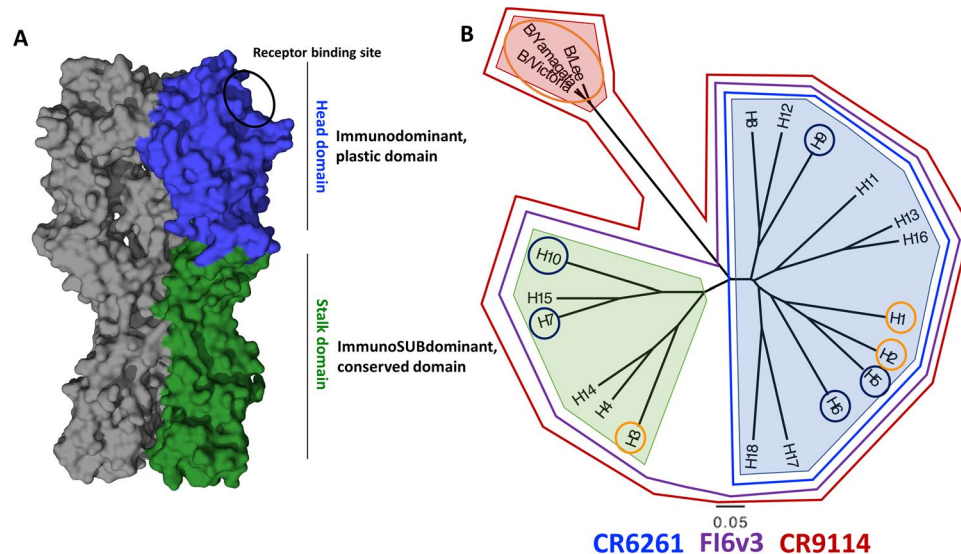 A
Receptor binding site
Head domain
Immunodominant,
plastic domain
Stalk domain
ImmunoSUBdominant,
conserved domain
B
B/Yamagata
B/Lee
B/Victoria
H8
H12
H9
H11
H13
H16
H10
H15
H7
H1
H2
H5
H6
H14
H4
H3
H18
H17
0.05
CR6261 FI6v3 CR9114